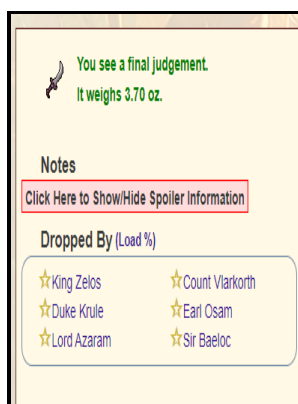 You see a final judgement.
It weighs 3.70 oz.
Notes
Click Here to Show/Hide Spoiler Information
Dropped By (Load %)
King Zelos Count Vlarkorth
Duke Krule Earl Osam
Lord Azaram Sir Baeloc